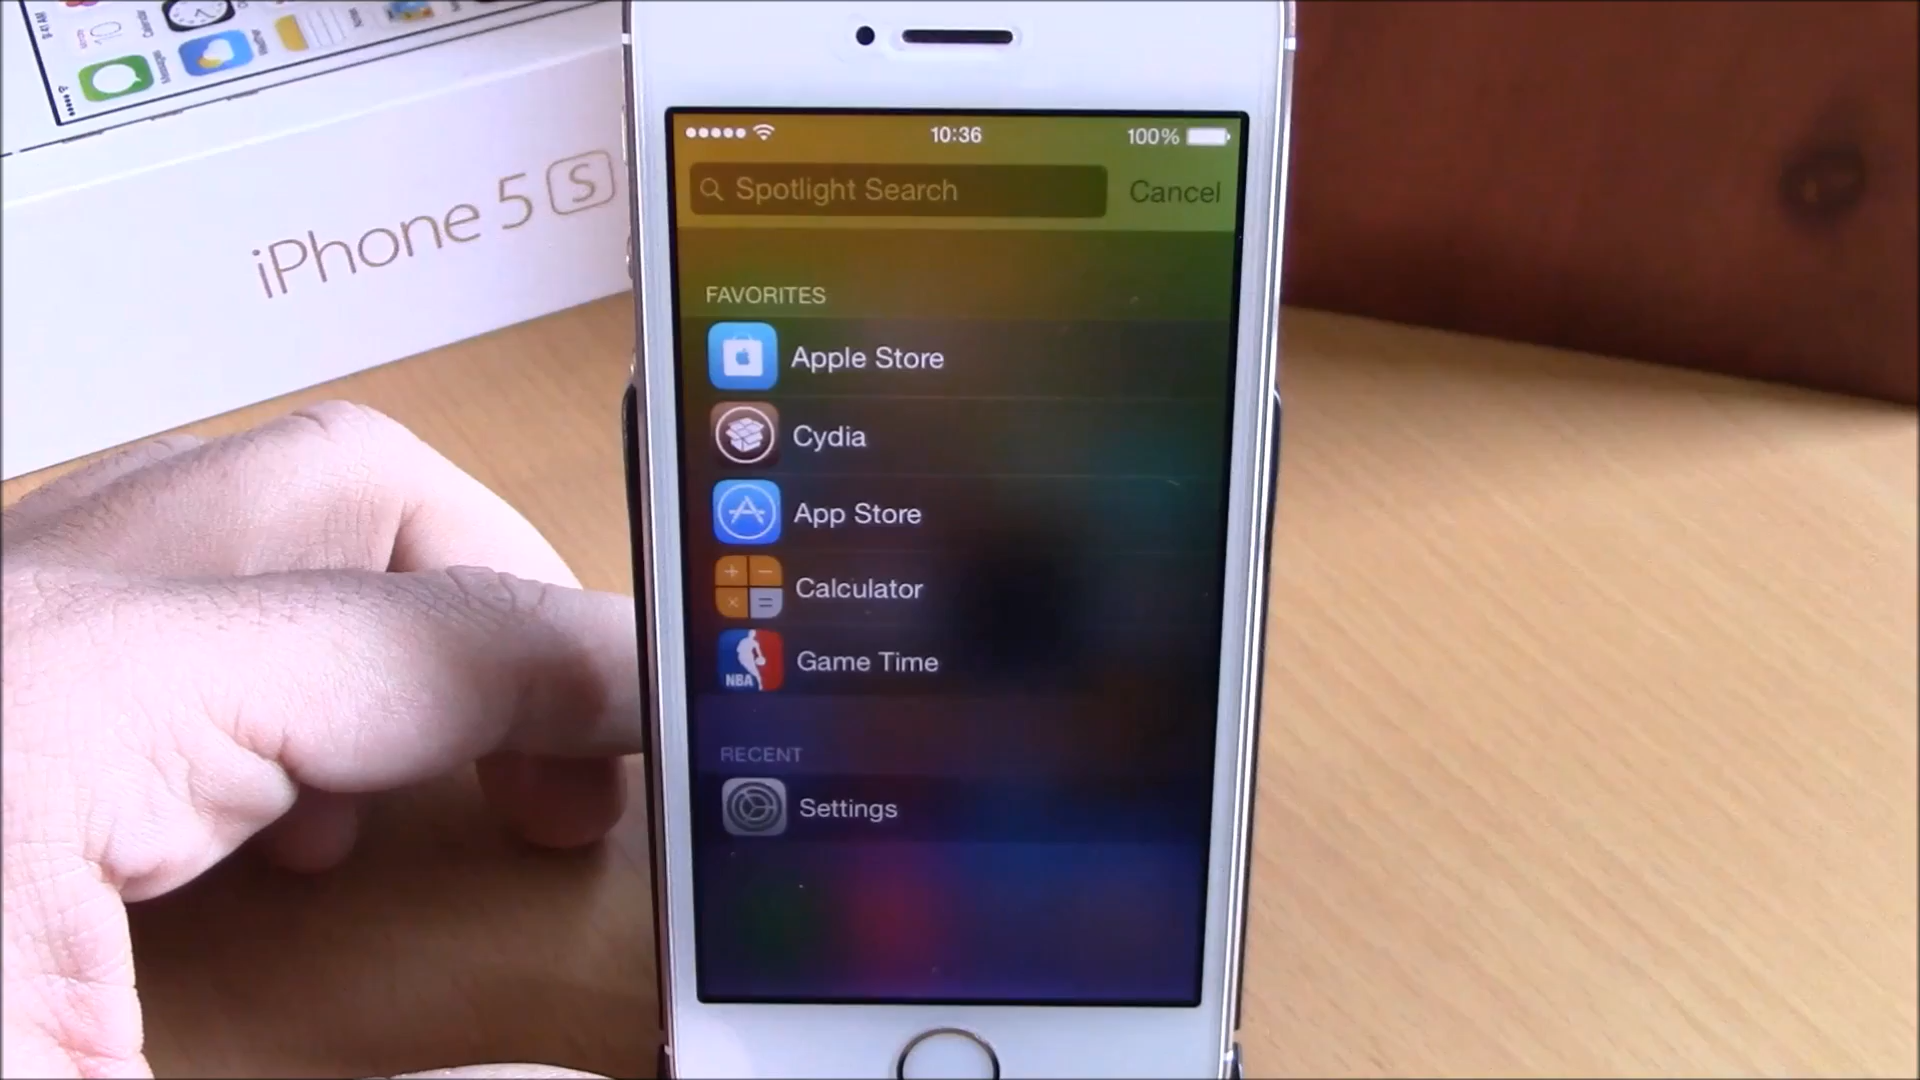 iPhone 5 S
10:36
100%
Spotlight Search
Cancel
FAVORITES
Apple Store
Cydia
App Store
Calculator
NBA
Game Time
RECENT
Settings